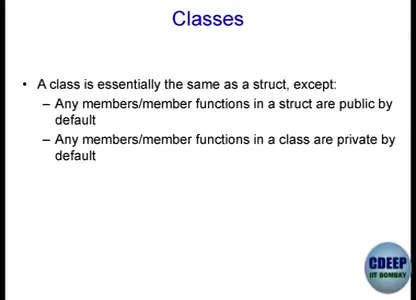 Classes
• A class is essentially the same as a struct, except:
– Any members/member functions in a struct are public by
default
– Any members/member functions in a class are private by
default
CDEEP
IIT BOMBAY